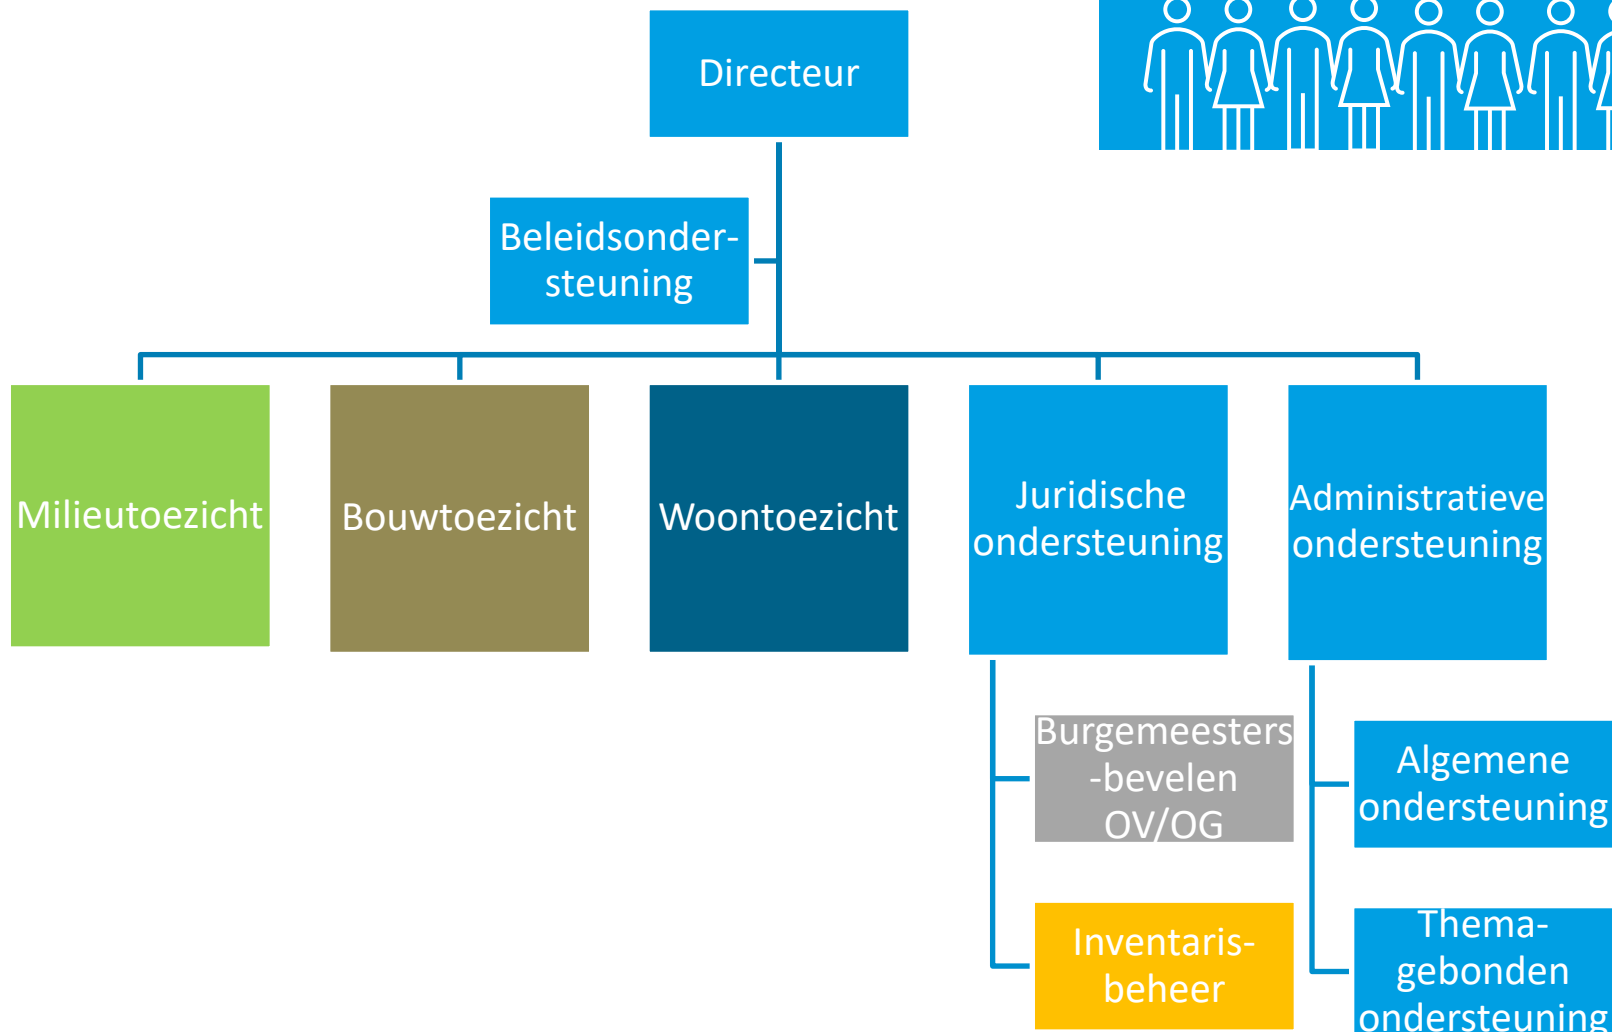 Directeur
Beleidsonder-
steuning
Milieutoezicht
Bouwtoezicht
Woontoezicht
Juridische
ondersteuning
Administratieve
ondersteuning
Burgemeesters
-bevelen
OV/OG
Algemene
ondersteuning
Inventaris-
beheer
Thema-
gebonden
ondersteuning